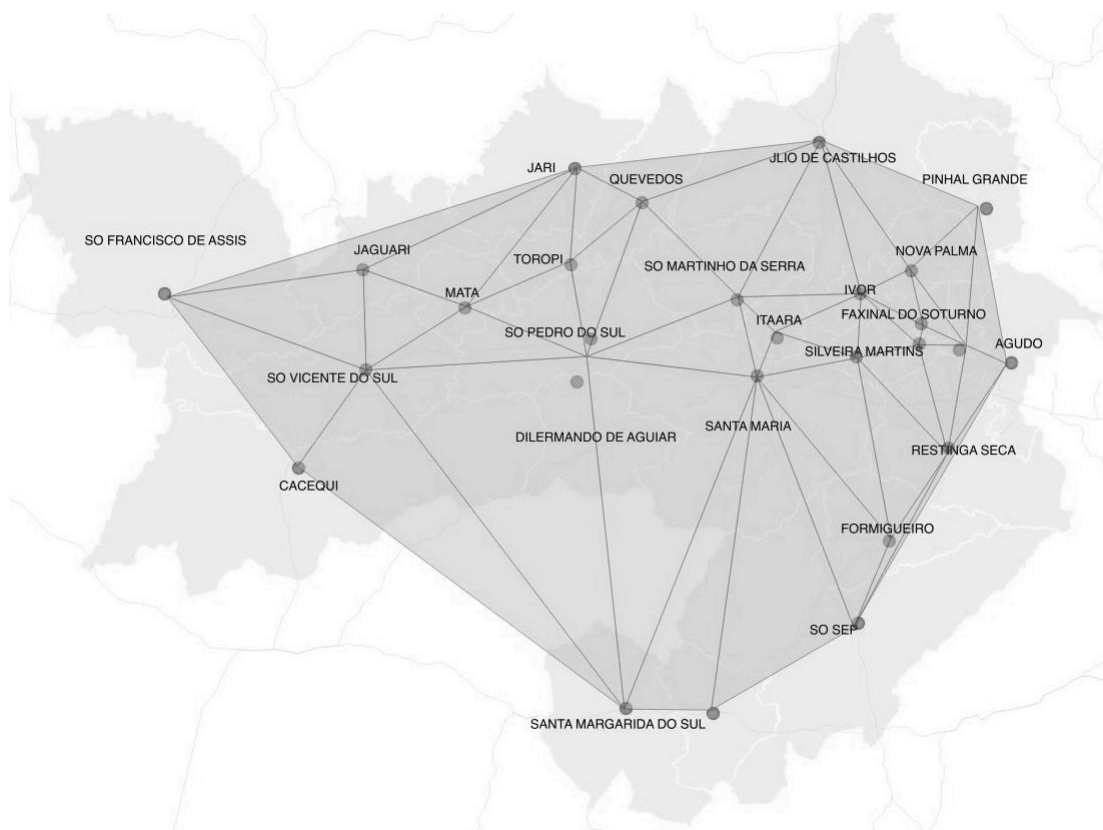 JLIO DE CASTILHOS
JARI
QUEVEDOS
PINHAL GRANDE
SO FRANCISCO DE ASSIS
JAGUARI
NOVA PALMA
TOROPI
SO MARTINHO DA SERRA
MATA
IVOR
FAXINAL DO SOTURNO
ITAARA
SO PEDRO DO SUL
AGUDO
SILVEIRA MARTINS
SO VICENTE DO SUL
SANTA MARIA
DILERMANDO DE AGUIAR
RESTINGA SECA
CACEQUI
FORMIGUEIRO
SO SEP
SANTA MARGARIDA DO SUL